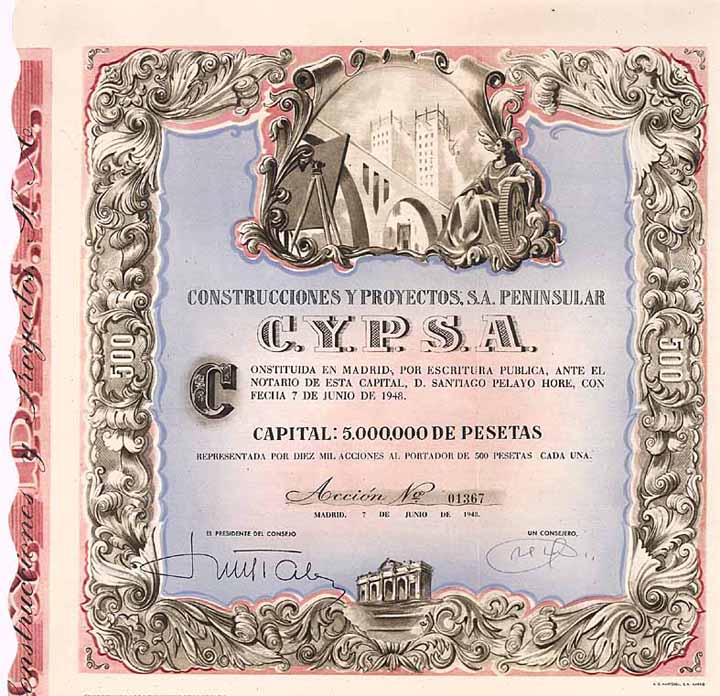 CONSTRUCCIONES Y PROYECTOS, S.A. PENINSULAR
C.Y.P.S.A.
CONSTITUIDA EN MADRID, POR ESCRITURA PUBLICA, ANTE EL
NOTARIO DE ESTA CAPITAL, D. SANTIAGO PELAYO HORE, CON
FECHA 7 DE JUNIO DE 1948.
500
500
CAPITAL: 5.000.000 DE PESETAS
REPRESENTADA POR DIEZ MIL ACCIONES AL PORTADOR DE 500 PESETAS CADA UNA.
Acción Nº 01367
MADRID, 7 DE JUNIO DE 1948.
EL PRESIDENTE DEL CONSEJO
UN CONSEJERO,
Construcciones y Proyectos